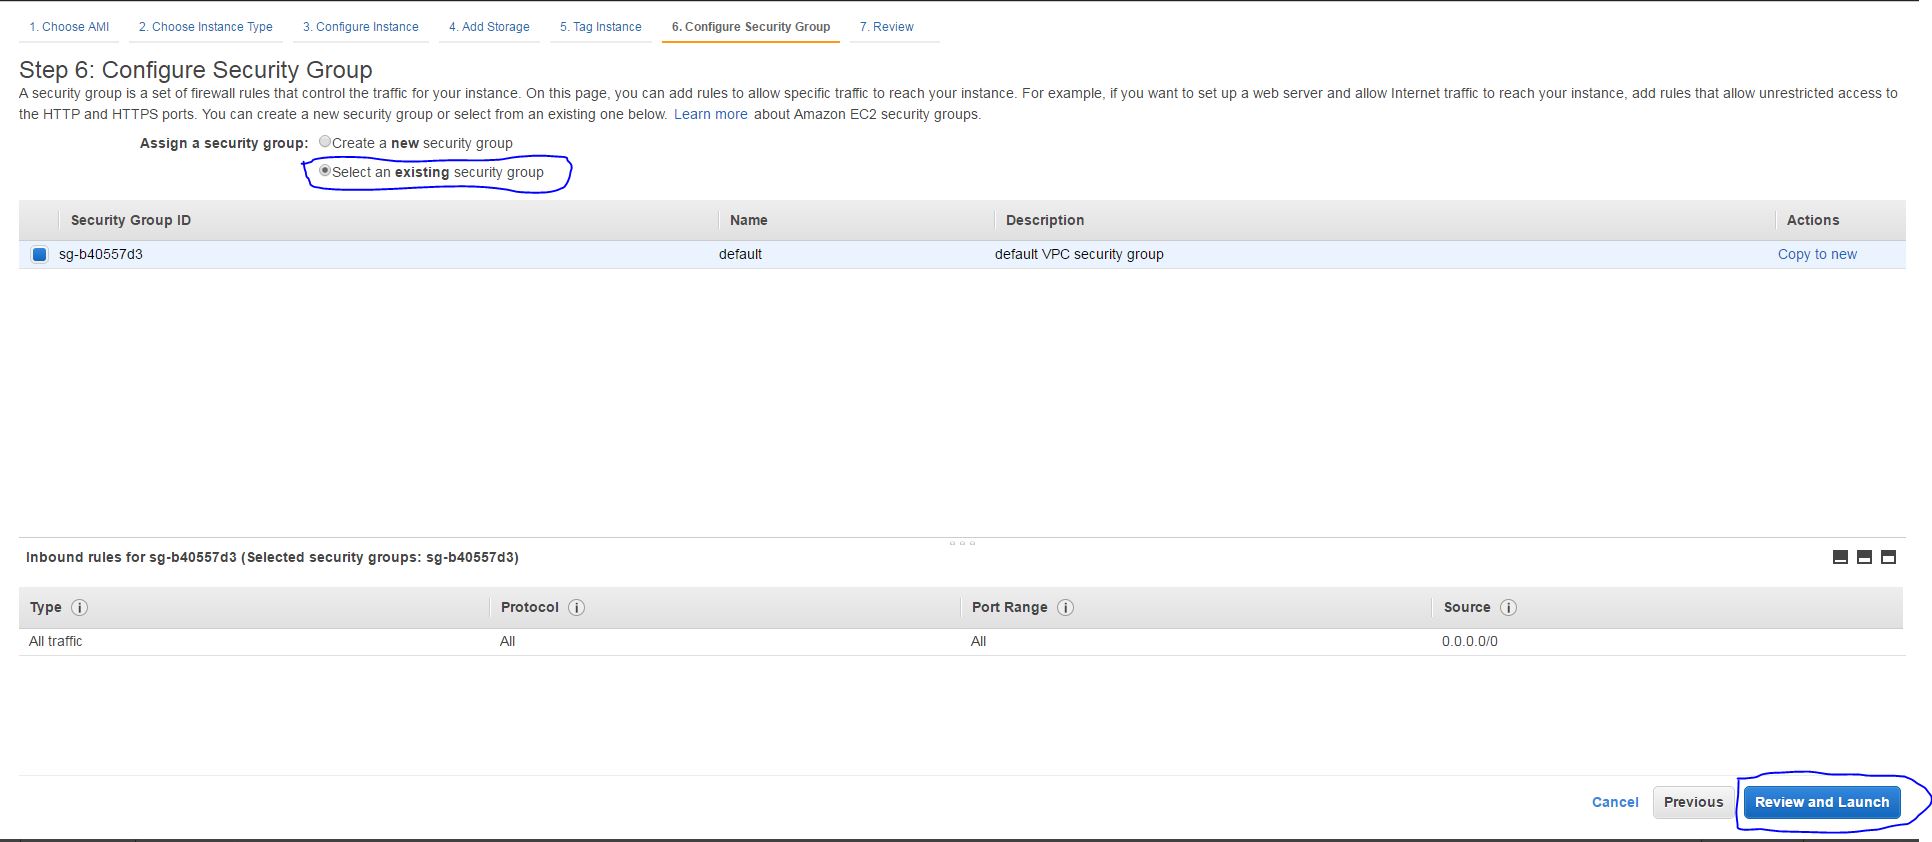 1. Choose AMI 2. Choose Instance Type 3. Configure Instance 4. Add Storage 5. Tag Instance 6. Configure Security Group 7. Review
Step 6: Configure Security Group
A security group is a set of firewall rules that control the traffic for your instance. On this page, you can add rules to allow specific traffic to reach your instance. For example, if you want to set up a web server and allow Internet traffic to reach your instance, add rules that allow unrestricted access to
the HTTP and HTTPS ports. You can create a new security group or select from an existing one below. Learn more about Amazon EC2 security groups.
Assign a security group: Create a new security group
Select an existing security group
Security Group ID Name Description Actions
sg-b40557d3 default default VPC security group Copy to new
Inbound rules for sg-b40557d3 (Selected security groups: sg-b40557d3)
Type i Protocol i Port Range i Source i
All traffic All All 0.0.0.0/0
Cancel Previous Review and Launch